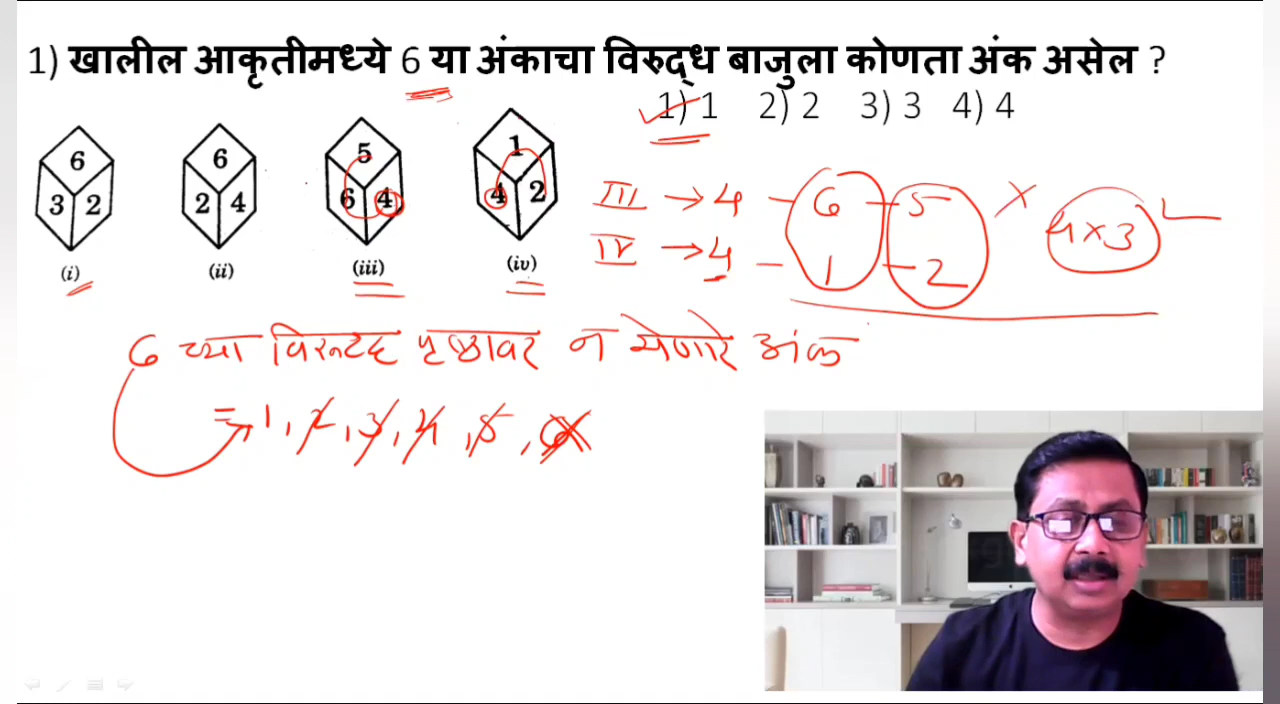 1) खालील आकृतीमध्ये 6 या अंकाचा विरुद्ध बाजुला कोणता अंक असेल ?
1) 1 2) 2 3) 3 4) 4
6 3 2
(i)
6 2 4
(ii)
5 6 4
(iii)
1 4 2
(iv)
III → 4 - 6 - 5 × 4 × 3
IV → 4 - 1 - 2
6 च्या विरुद्ध पृष्ठावर न येणारे अंक
= 1, 2, 3, 4, 5, 6